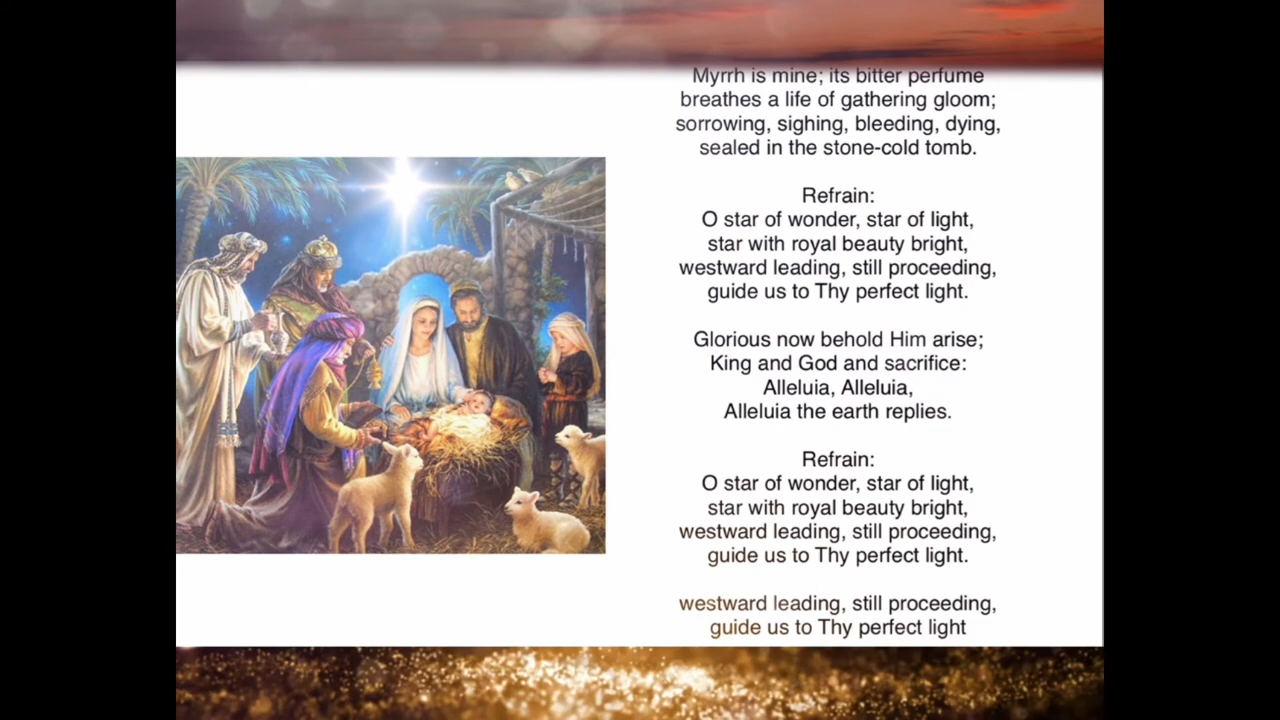 Myrrh is mine; its bitter perfume
breathes a life of gathering gloom;
sorrowing, sighing, bleeding, dying,
sealed in the stone-cold tomb.
Refrain:
O star of wonder, star of light,
star with royal beauty bright,
westward leading, still proceeding,
guide us to Thy perfect light.
Glorious now behold Him arise;
King and God and sacrifice:
Alleluia, Alleluia,
Alleluia the earth replies.
Refrain:
O star of wonder, star of light,
star with royal beauty bright,
westward leading, still proceeding,
guide us to Thy perfect light.
westward leading, still proceeding,
guide us to Thy perfect light